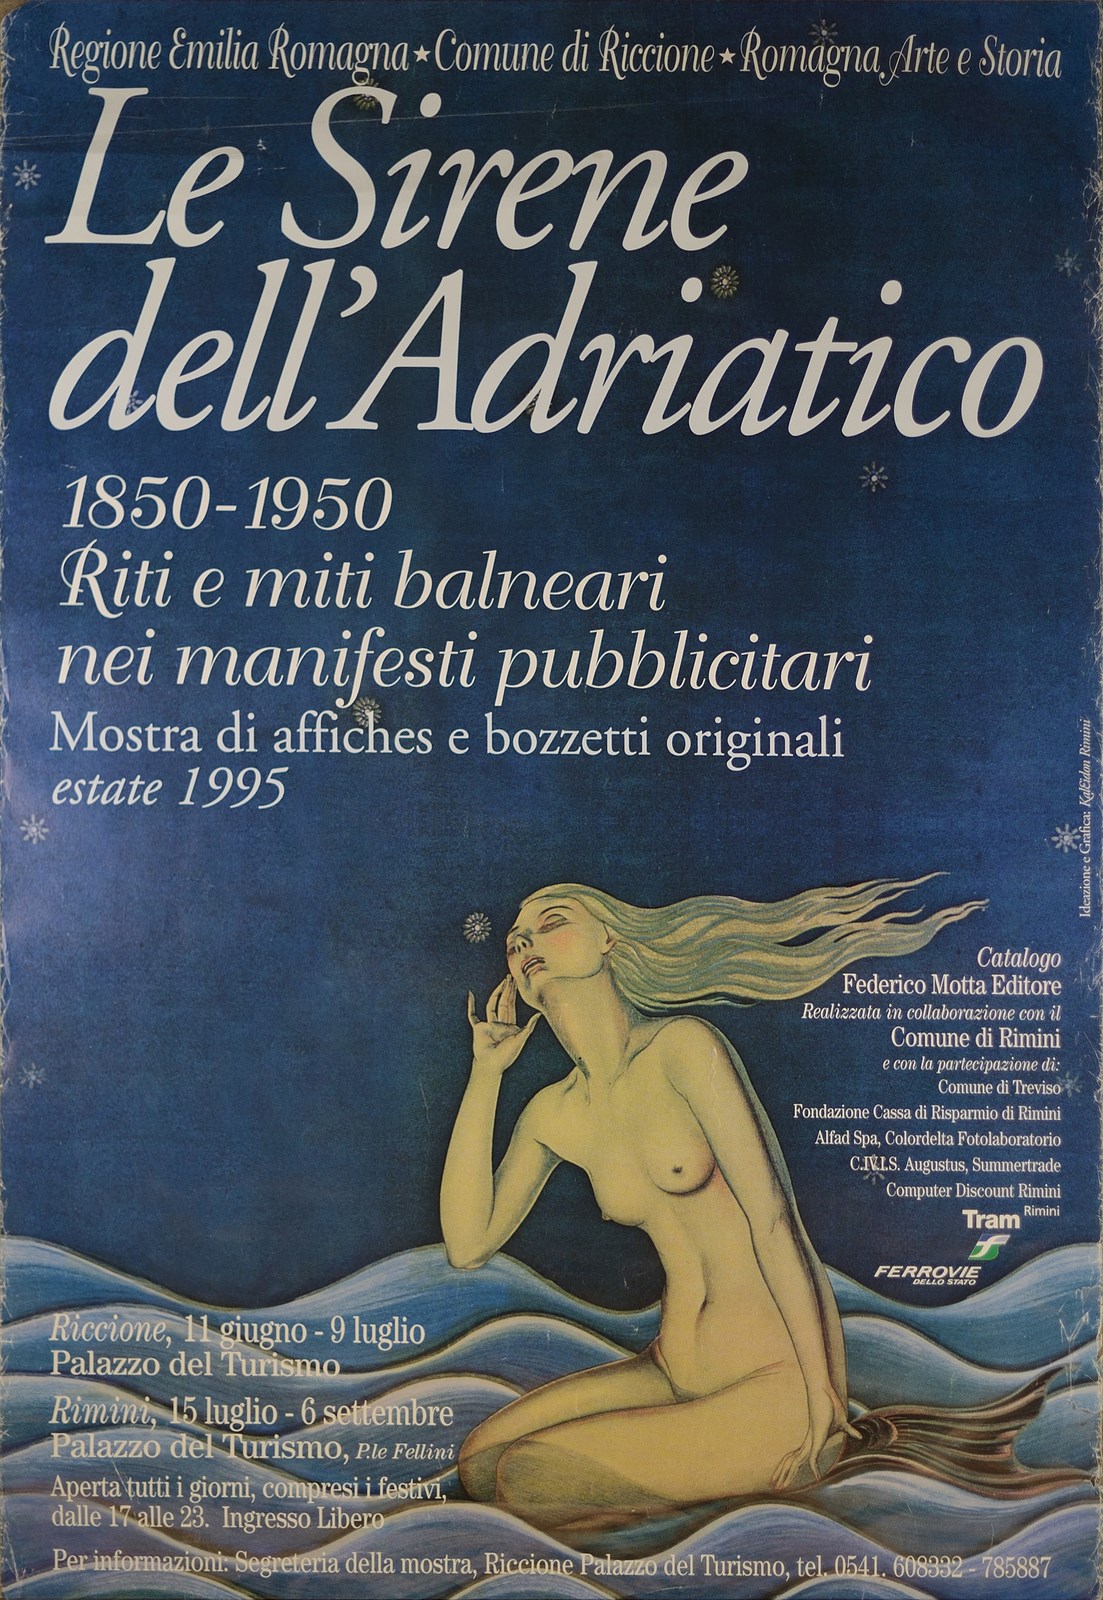 Regione Emilia Romagna ★ Comune di Riccione ★ Romagna Arte e Storia
Le Sirene
dell'Adriatico
1850-1950
Riti e miti balneari
nei manifesti pubblicitari
Mostra di affiches e bozzetti originali
estate 1995
Ideazione e Grafica: KalEidon Rimini
Catalogo
Federico Motta Editore
Realizzata in collaborazione con il
Comune di Rimini
e con la partecipazione di:
Comune di Treviso
Fondazione Cassa di Risparmio di Rimini
Alfad Spa, Colordelta Fotolaboratorio
C.IV.I.S. Augustus, Summertrade
Computer Discount Rimini
Tram Rimini
FERROVIE
DELLO STATO
Riccione, 11 giugno - 9 luglio
Palazzo del Turismo
Rimini, 15 luglio - 6 settembre
Palazzo del Turismo, P.le Fellini
Aperta tutti i giorni, compresi i festivi,
dalle 17 alle 23. Ingresso Libero
Per informazioni: Segreteria della mostra, Riccione Palazzo del Turismo, tel. 0541. 608332 - 785887